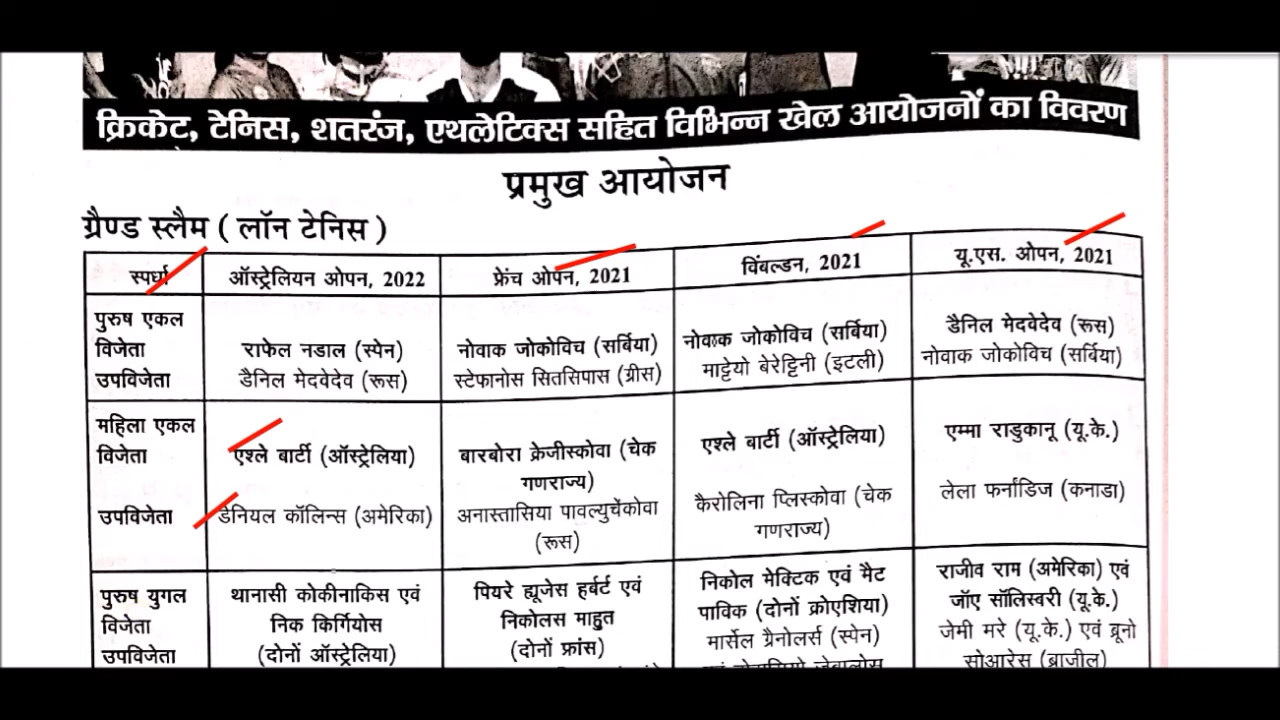 क्रिकेट, टेनिस, शतरंज, एथलेटिक्स सहित विभिन्न खेल आयोजनों का विवरण
प्रमुख आयोजन
ग्रैण्ड स्लैम ( लॉन टेनिस )
स्पर्धा ऑस्ट्रेलियन ओपन, 2022 फ्रेंच ओपन, 2021 विंबल्डन, 2021 यू.एस. ओपन, 2021
पुरुष एकल
विजेता राफेल नडाल (स्पेन) नोवाक जोकोविच (सर्बिया) नोवाक जोकोविच (सर्बिया) डैनिल मेदवेदेव (रूस)
उपविजेता डैनिल मेदवेदेव (रूस) स्टेफानोस सितसिपास (ग्रीस) माट्टेयो बेरेट्टिनी (इटली) नोवाक जोकोविच (सर्बिया)
महिला एकल
विजेता एश्ले बार्टी (ऑस्ट्रेलिया) बारबोरा क्रेजीस्कोवा (चेक एश्ले बार्टी (ऑस्ट्रेलिया) एम्मा राडुकानू (यू.के.)
गणराज्य)
उपविजेता डेनियल कॉलिन्स (अमेरिका) अनास्तासिया पावल्युचेंकोवा कैरोलिना प्लिस्कोवा (चेक लेला फर्नांडिज (कनाडा)
(रूस) गणराज्य)
पुरुष युगल थानासी कोकीनाकिस एवं पियरे ह्यूजेस हर्बर्ट एवं निकोल मेक्टिक एवं मैट राजीव राम (अमेरिका) एवं
विजेता निक किर्गियोस निकोलस माहुत पाविक (दोनों क्रोएशिया) जॉए सॉलिस्बरी (यू.के.)
उपविजेता (दोनों ऑस्ट्रेलिया) (दोनों फ्रांस) मार्सेल ग्रैनोलर्स (स्पेन) जेमी मरे (यू.के.) एवं ब्रूनो
सोआरेस (ब्राजील)